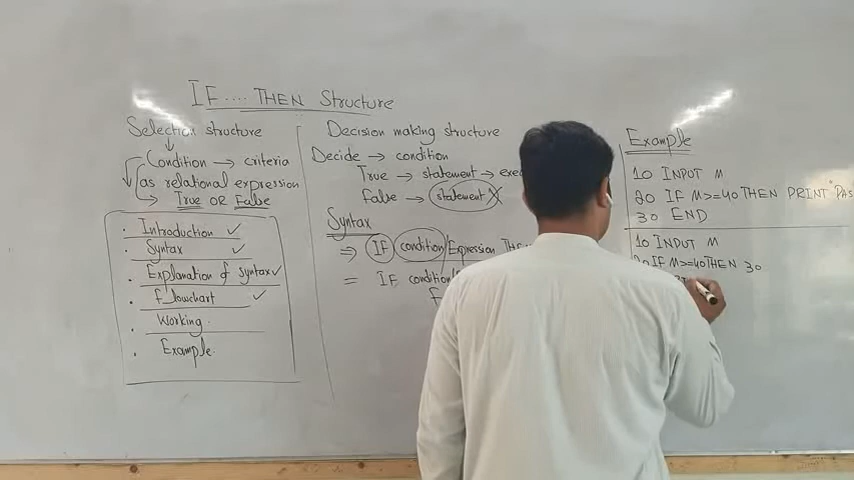 IF.... THEN Structure
Selection structure
↓
Condition → criteria
as relational expression
→ True OR False
. Introduction ✓
. Syntax ✓
. Explanation of syntax ✓
. flowchart ✓
. Working.
. Example.
Decision making structure
Decide → condition
True → statement →
False → statement X
Syntax
⇒ IF condition/Expression
= IF condition
Example
10 INPUT M
20 IF M>=40 THEN PRINT "PAS
30 END
10 INPUT M
IF M>=40 THEN 30